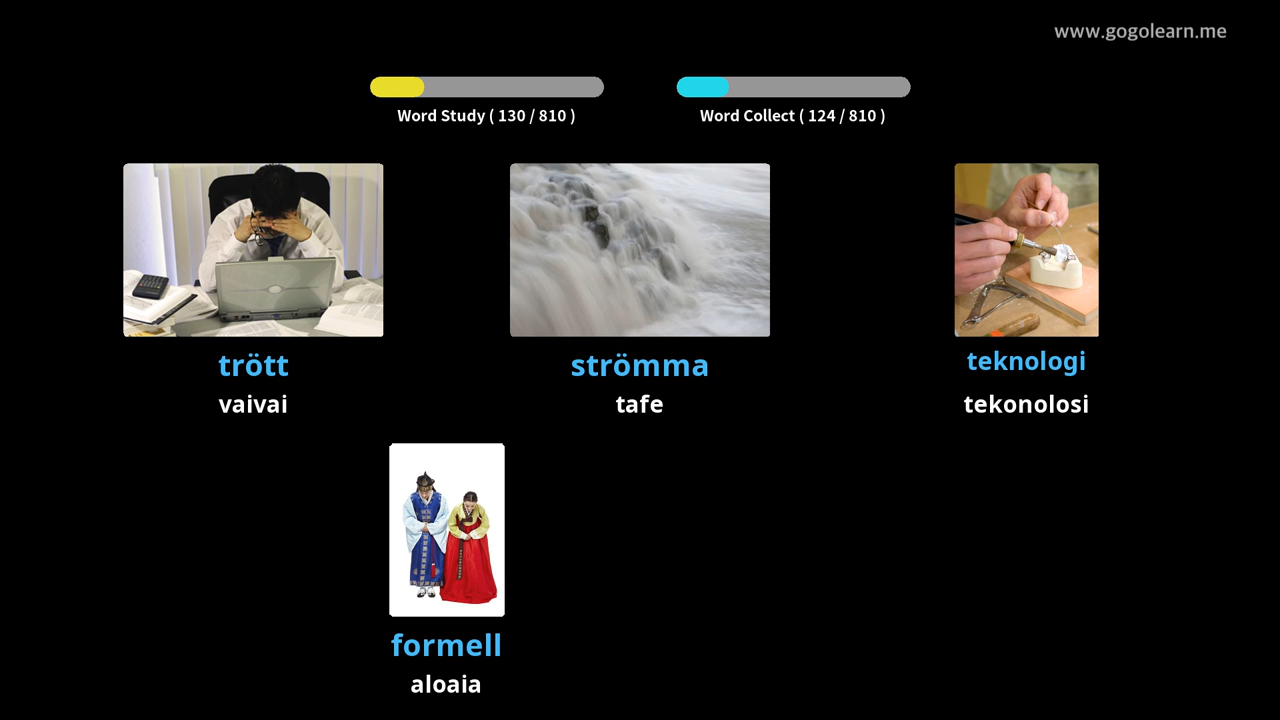 www.gogolearn.me
Word Study ( 130 / 810 )
Word Collect ( 124 / 810 )
trött
vaivai
strömma
tafe
teknologi
tekonolosi
formell
aloaia